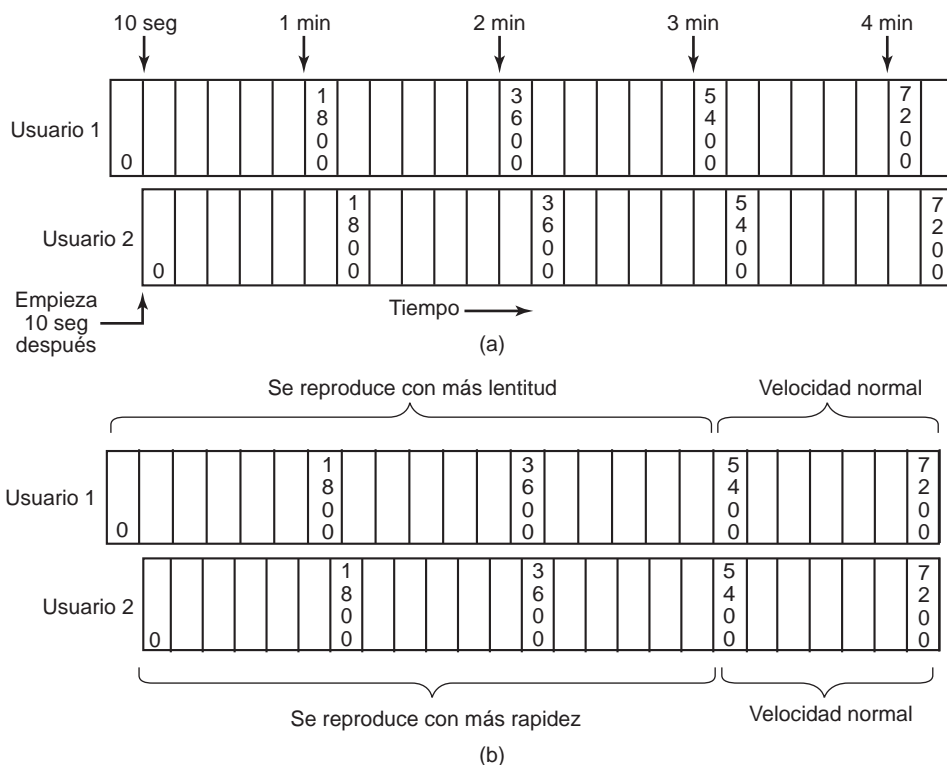 10 seg 1 min 2 min 3 min 4 min
Usuario 1 0 1800 3600 5400 7200
Usuario 2 0 1800 3600 5400 7200
Empieza
10 seg
después
Tiempo
(a)
Se reproduce con más lentitud Velocidad normal
Usuario 1 0 1800 3600 5400 7200
Usuario 2 0 1800 3600 5400 7200
Se reproduce con más rapidez Velocidad normal
(b)